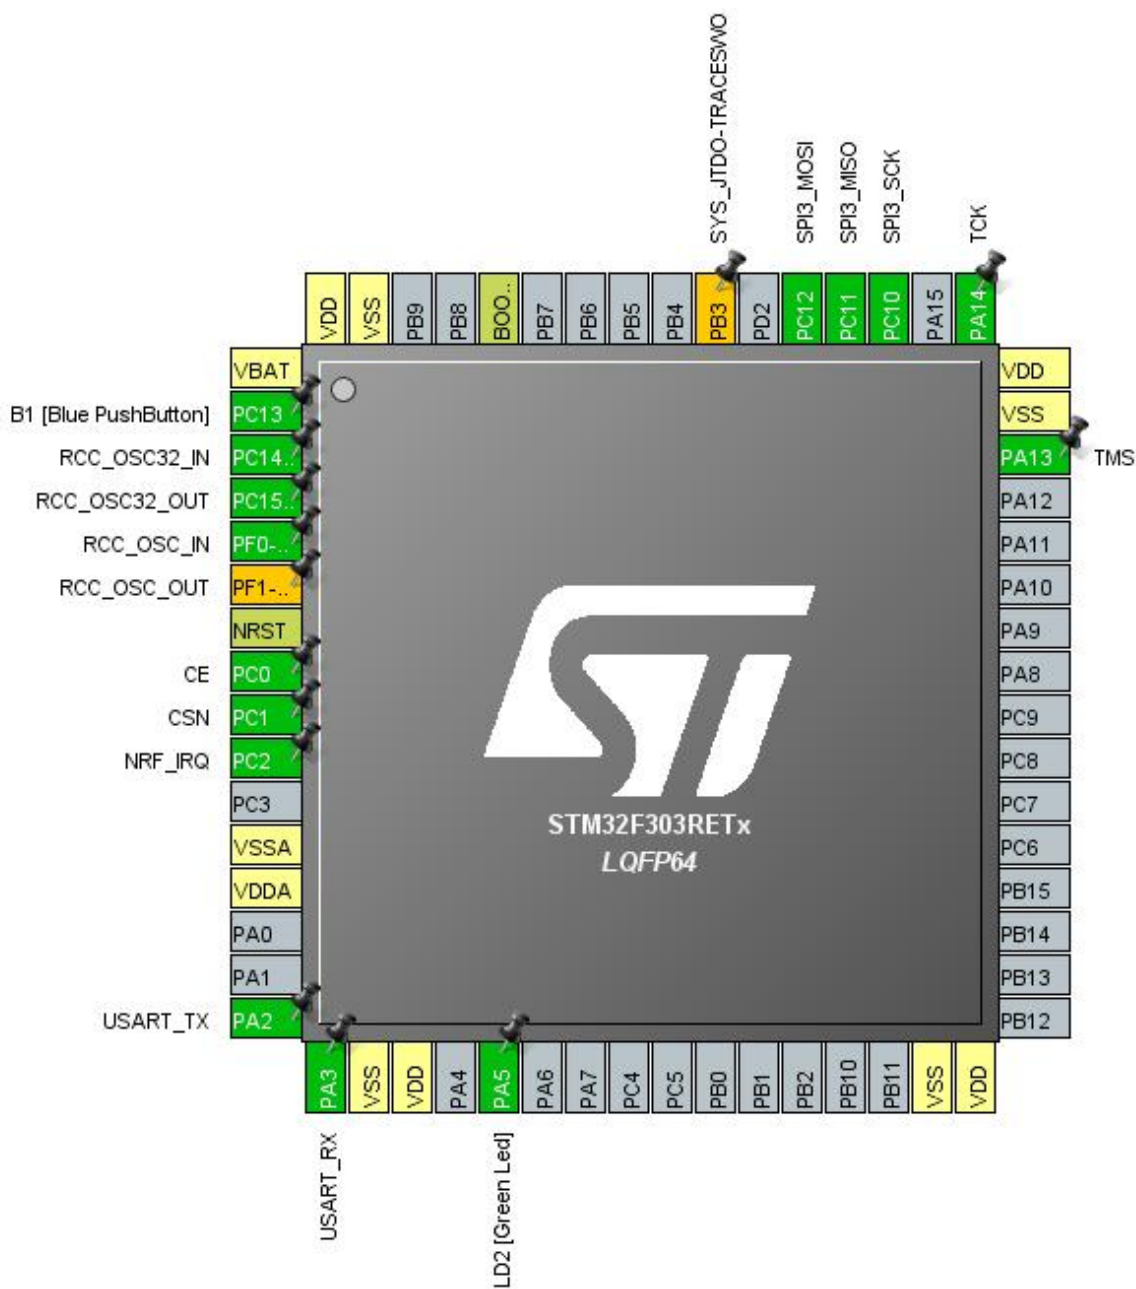 SYS_JTDO-TRACESWO
SPI3_MOSI
SPI3_MISO
SPI3_SCK
TCK
VDD
VSS
PB9
PB8
BOO..
PB7
PB6
PB5
PB4
PB3
PD2
PC12
PC11
PC10
PA15
PA14
VBAT
B1 [Blue PushButton] PC13
RCC_OSC32_IN PC14..
RCC_OSC32_OUT PC15..
RCC_OSC_IN PF0-..
RCC_OSC_OUT PF1-..
NRST
CE PC0
CSN PC1
NRF_IRQ PC2
PC3
VSSA
VDDA
PA0
PA1
USART_TX PA2
STM32F303RETx
LQFP64
VDD
VSS
PA13 TMS
PA12
PA11
PA10
PA9
PA8
PC9
PC8
PC7
PC6
PB15
PB14
PB13
PB12
PA3
VSS
VDD
PA4
PA5
PA6
PA7
PC4
PC5
PB0
PB1
PB2
PB10
PB11
VSS
VDD
USART_RX
LD2 [Green Led]